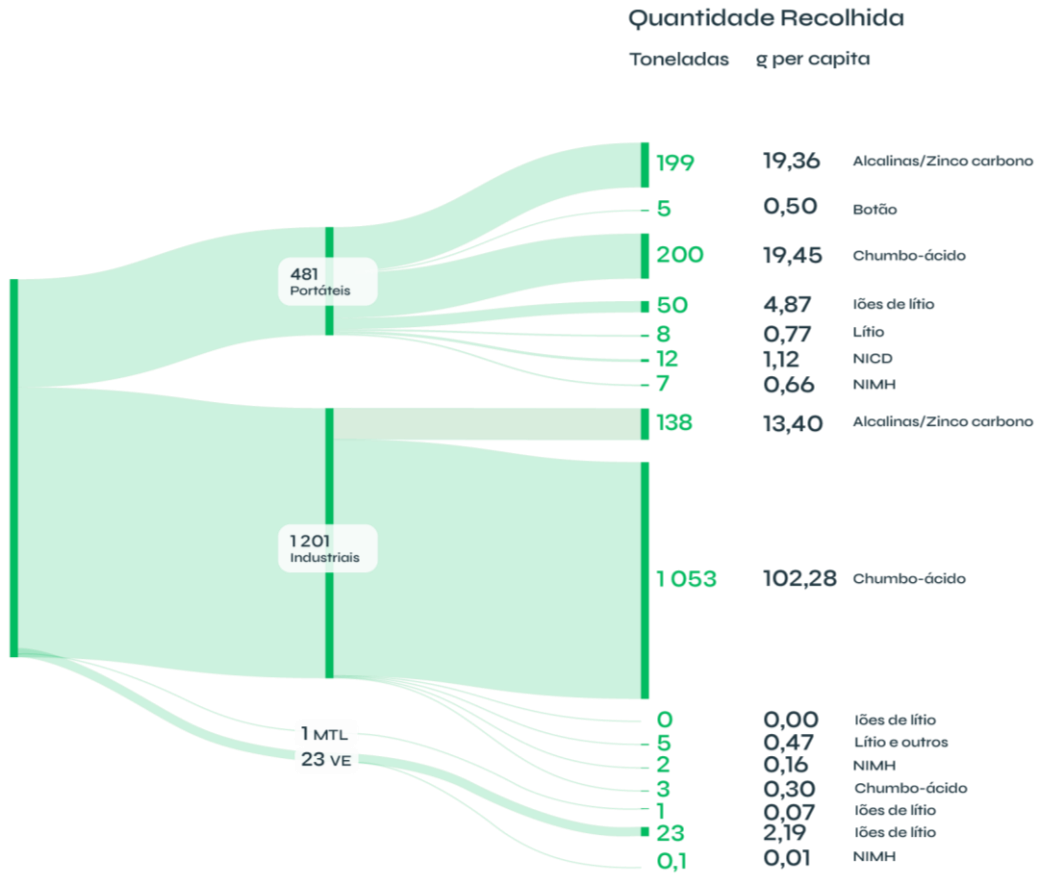 Quantidade Recolhida
Toneladas g per capita
199 19,36 Alcalinas/Zinco carbono
5 0,50 Botão
200 19,45 Chumbo-ácido
481
Portáteis
50 4,87 Iões de lítio
8 0,77 Lítio
12 1,12 NICD
7 0,66 NIMH
138 13,40 Alcalinas/Zinco carbono
1 201
Industriais
1 053 102,28 Chumbo-ácido
0 0,00 Iões de lítio
1 MTL
5 0,47 Lítio e outros
23 VE
2 0,16 NIMH
3 0,30 Chumbo-ácido
1 0,07 Iões de lítio
23 2,19 Iões de lítio
0,1 0,01 NIMH